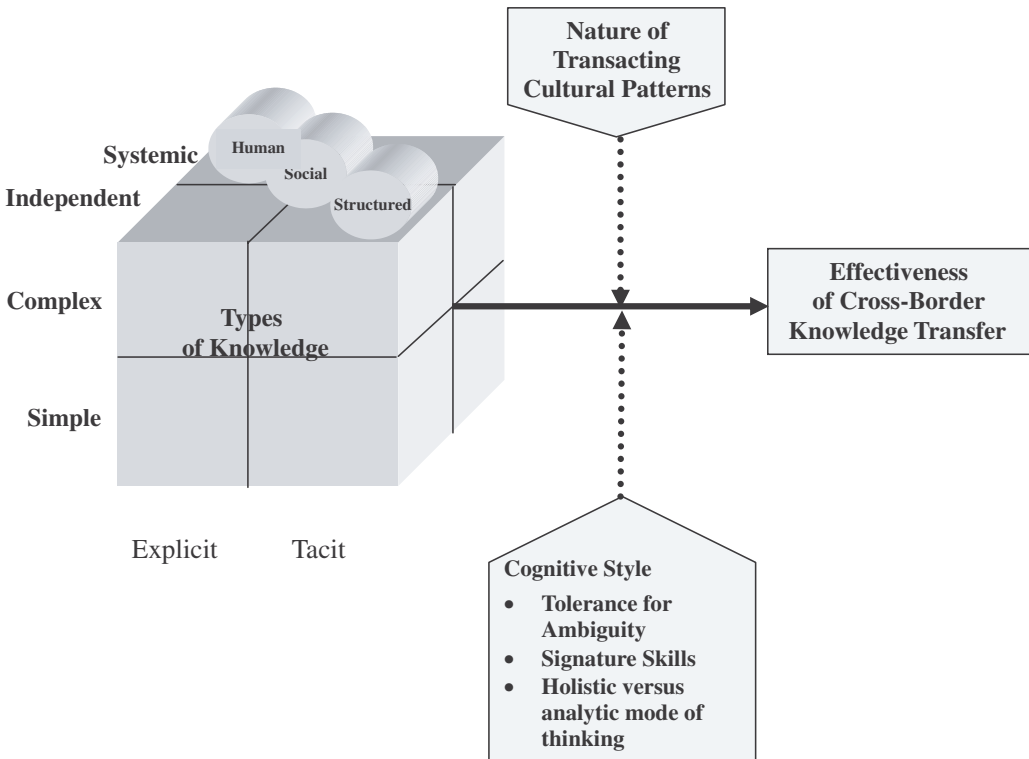 Nature of
Transacting
Cultural Patterns
Systemic
Human
Social
Independent
Structured
Complex
Types
of Knowledge
Effectiveness
of Cross-Border
Knowledge Transfer
Simple
Explicit
Tacit
Cognitive Style
• Tolerance for
Ambiguity
• Signature Skills
• Holistic versus
analytic mode of
thinking